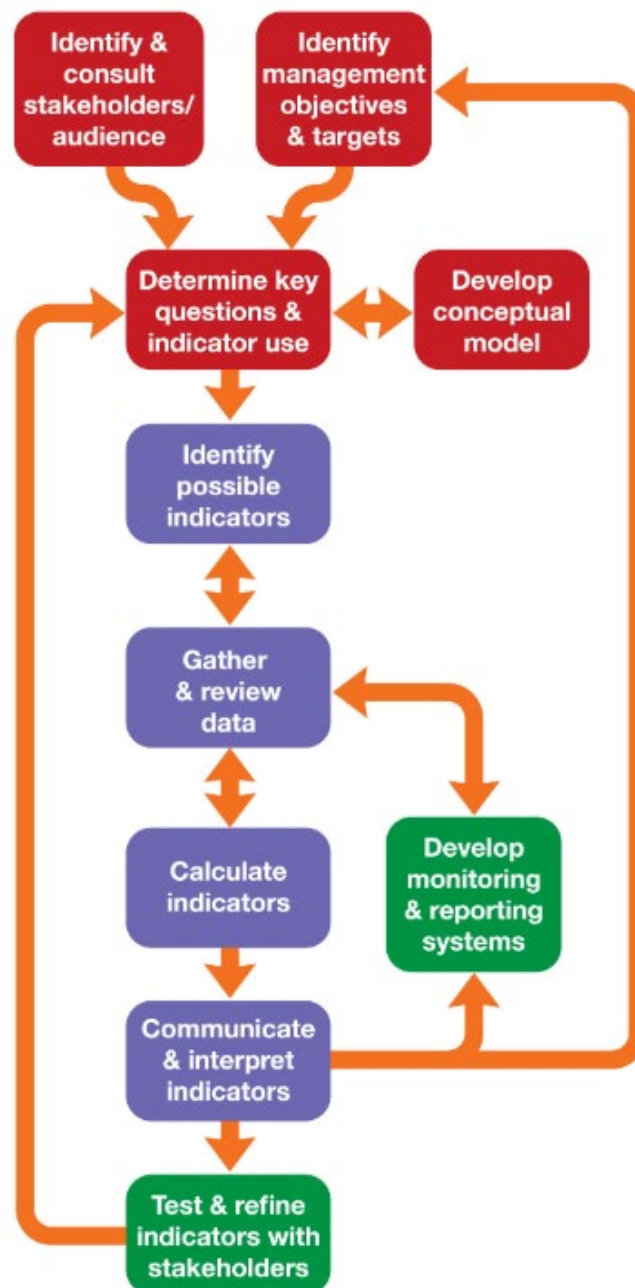 Identify &
consult
stakeholders/
audience
Identify
management
objectives
& targets
Determine key
questions &
indicator use
Develop
conceptual
model
Identify
possible
indicators
Gather
& review
data
Calculate
indicators
Develop
monitoring
& reporting
systems
Communicate
& interpret
indicators
Test & refine
indicators with
stakeholders